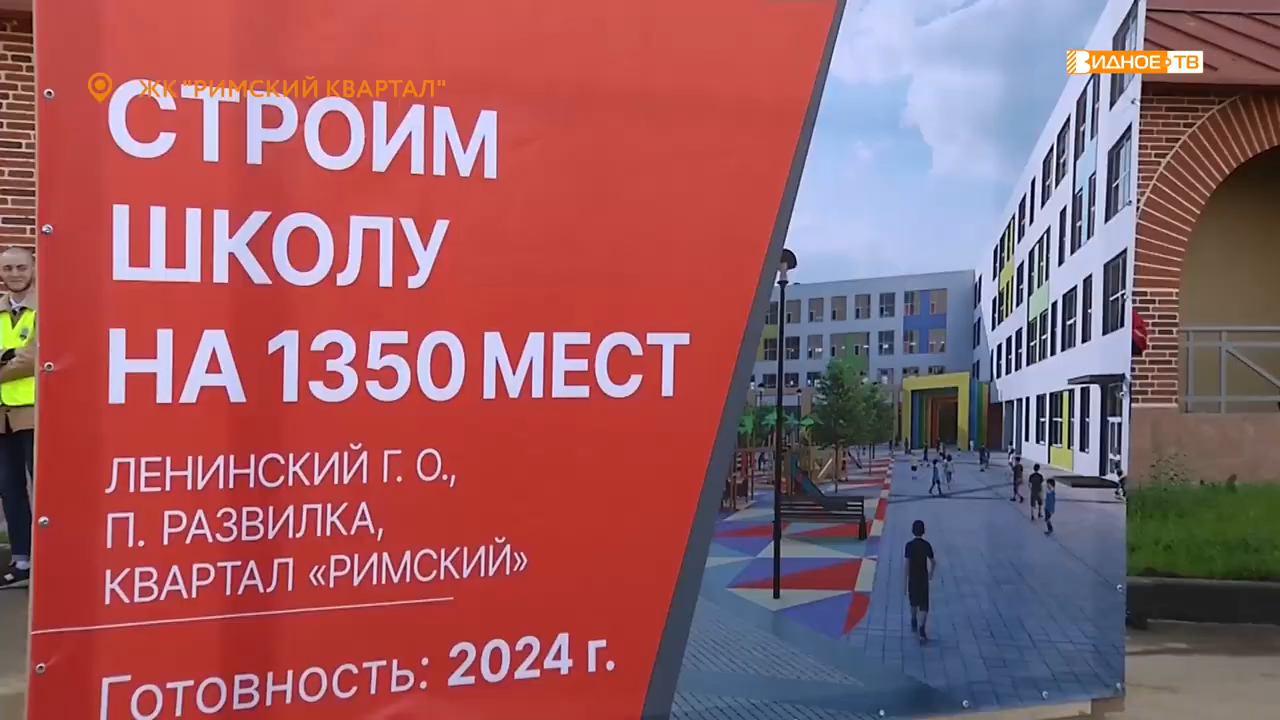 ЖК "РИМСКИЙ КВАРТАЛ"
ВИДНОЕ ТВ
СТРОИМ
ШКОЛУ
НА 1350 МЕСТ
ЛЕНИНСКИЙ Г. О.,
П. РАЗВИЛКА,
КВАРТАЛ «РИМСКИЙ»
Готовность: 2024 г.